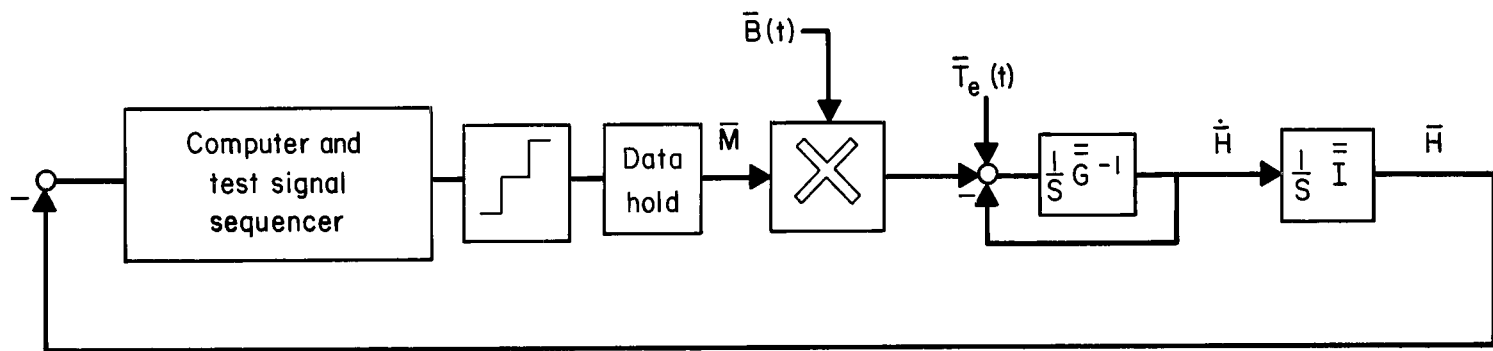 B̅(t)
T̿ₑ(t)
Computer and
test signal
sequencer
Data
hold
M̅
1/S G̿⁻¹
Ḣ̅
1/S I̿
H̅
−
−